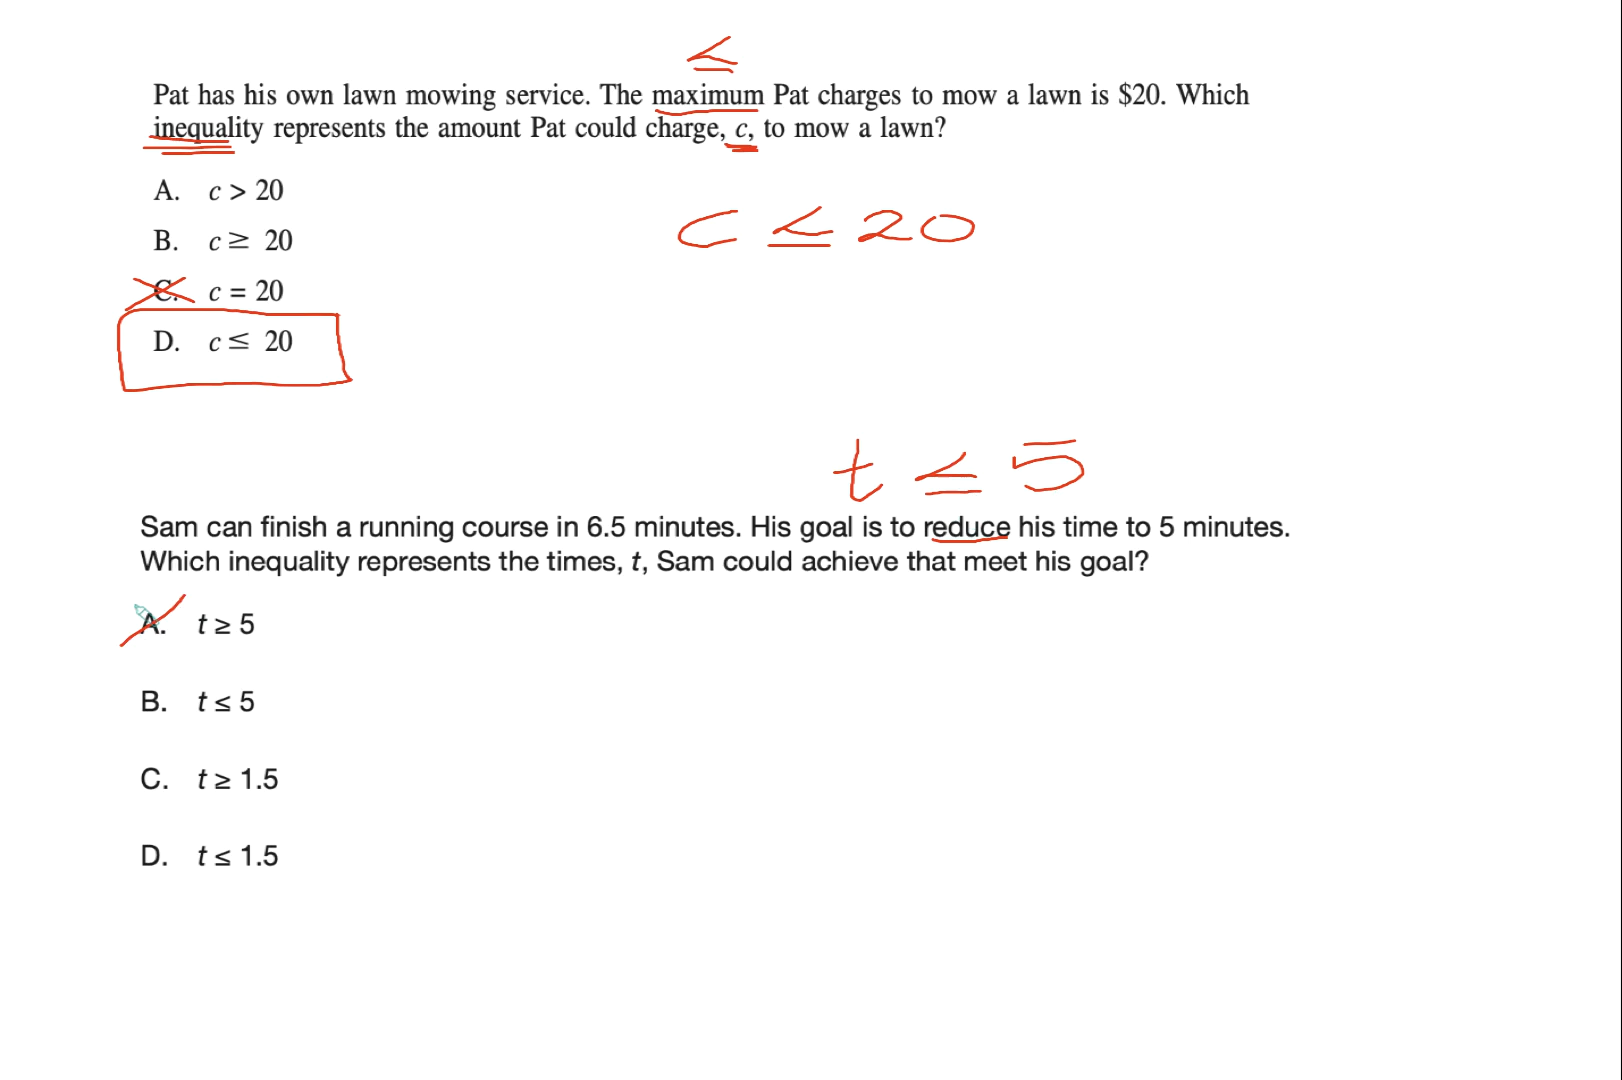 ≤
Pat has his own lawn mowing service. The maximum Pat charges to mow a lawn is $20. Which
inequality represents the amount Pat could charge, c, to mow a lawn?
A. c > 20
B. c ≥ 20
c ≤ 20
C. c = 20
D. c ≤ 20
t ≤ 5
Sam can finish a running course in 6.5 minutes. His goal is to reduce his time to 5 minutes.
Which inequality represents the times, t, Sam could achieve that meet his goal?
A. t ≥ 5
B. t ≤ 5
C. t ≥ 1.5
D. t ≤ 1.5